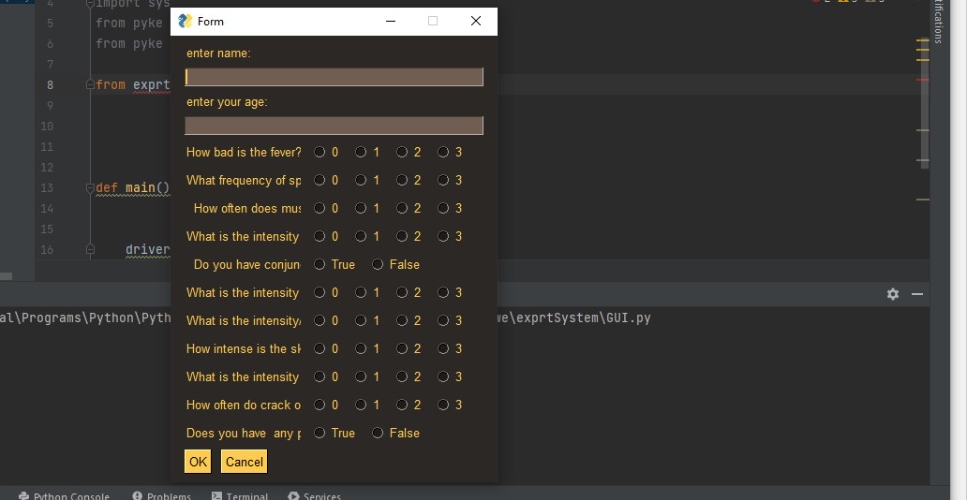 4 import sys
5 from pyke
6 from pyke
7
8 from exprt
9
10
11
12
13 def main()
14
15
16 driver
Form
enter name:
enter your age:
How bad is the fever? 0 1 2 3
What frequency of sp 0 1 2 3
How often does mus 0 1 2 3
What is the intensity 0 1 2 3
Do you have conjun True False
What is the intensity 0 1 2 3
What is the intensity/ 0 1 2 3
How intense is the sk 0 1 2 3
What is the intensity 0 1 2 3
How often do crack o 0 1 2 3
Does you have any p True False
OK Cancel
tifications
al\Programs\Python\Pyth we\exprtSystem\GUI.py
Python Console Problems Terminal Services